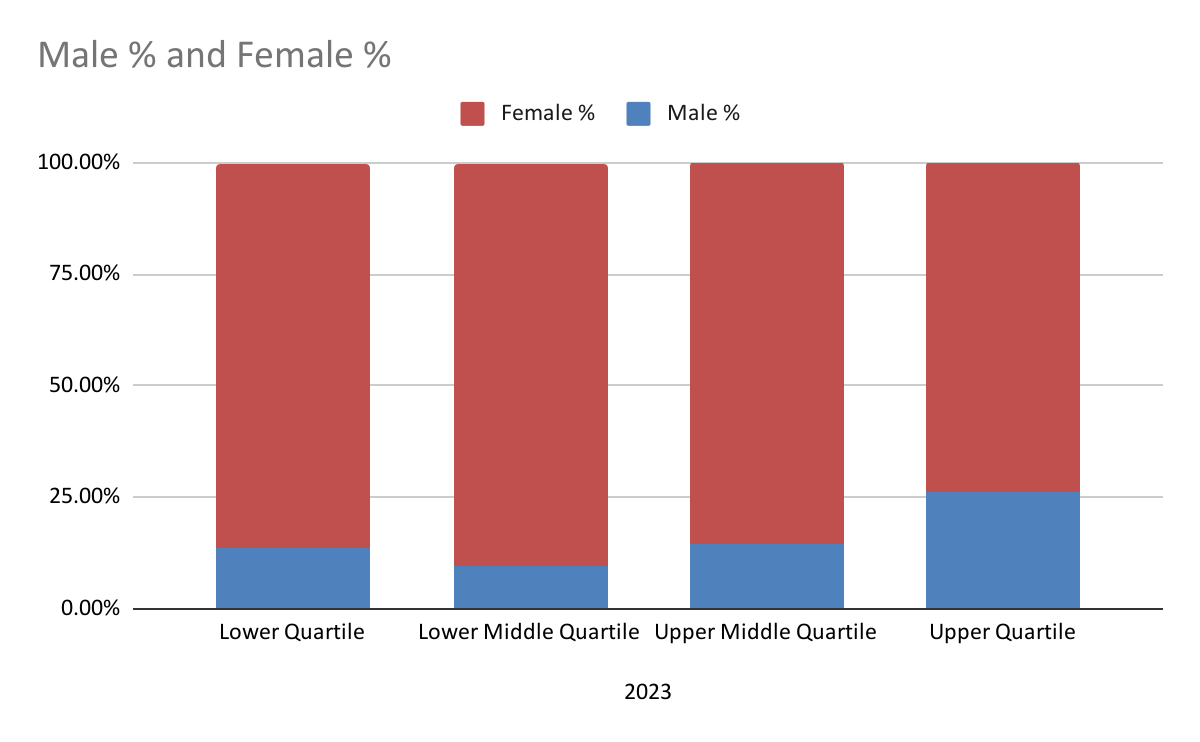 Male % and Female %
Female % Male %
100.00%
75.00%
50.00%
25.00%
0.00%
Lower Quartile Lower Middle Quartile Upper Middle Quartile Upper Quartile
2023